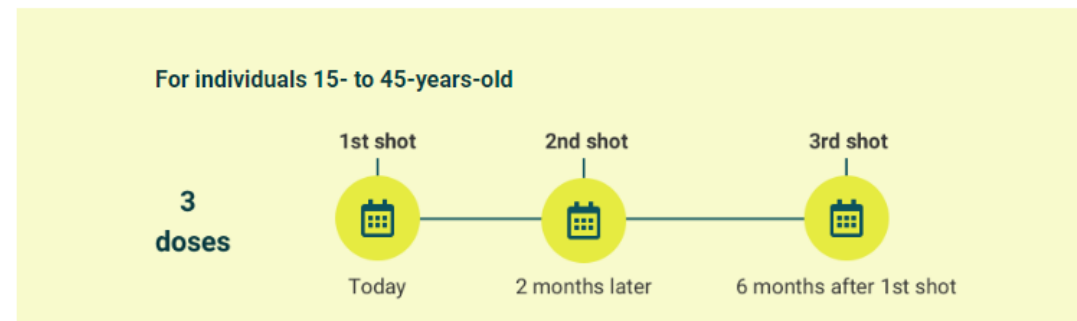 For individuals 15- to 45-years-old
1st shot
2nd shot
3rd shot
3
doses
Today
2 months later
6 months after 1st shot